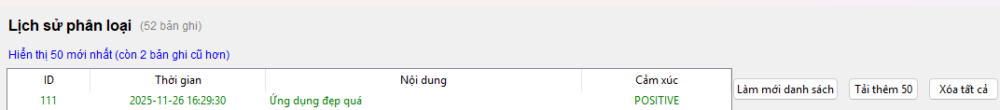 Lịch sử phân loại (52 bản ghi)
Hiển thị 50 mới nhất (còn 2 bản ghi cũ hơn)
ID Thời gian Nội dung Cảm xúc
Làm mới danh sách Tải thêm 50 Xóa tất cả
111 2025-11-26 16:29:30 Ứng dụng đẹp quá POSITIVE